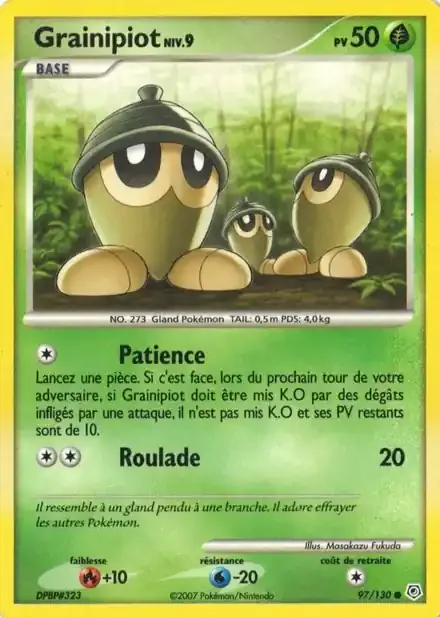 Grainipiot NIV.9 PV 50
BASE
NO. 273 Gland Pokémon TAIL: 0,5m PDS: 4,0kg
Patience
Lancez une pièce. Si c'est face, lors du prochain tour de votre
adversaire, si Grainipiot doit être mis K.O par des dégâts
infligés par une attaque, il n'est pas mis K.O et ses PV restants
sont de 10.
Roulade 20
Il ressemble à un gland pendu à une branche. Il adore effrayer
les autres Pokémon.
Illus. Masakazu Fukuda
faiblesse résistance coût de retraite
+10 -20
DPBP#323 ©2007 Pokémon/Nintendo 97/130